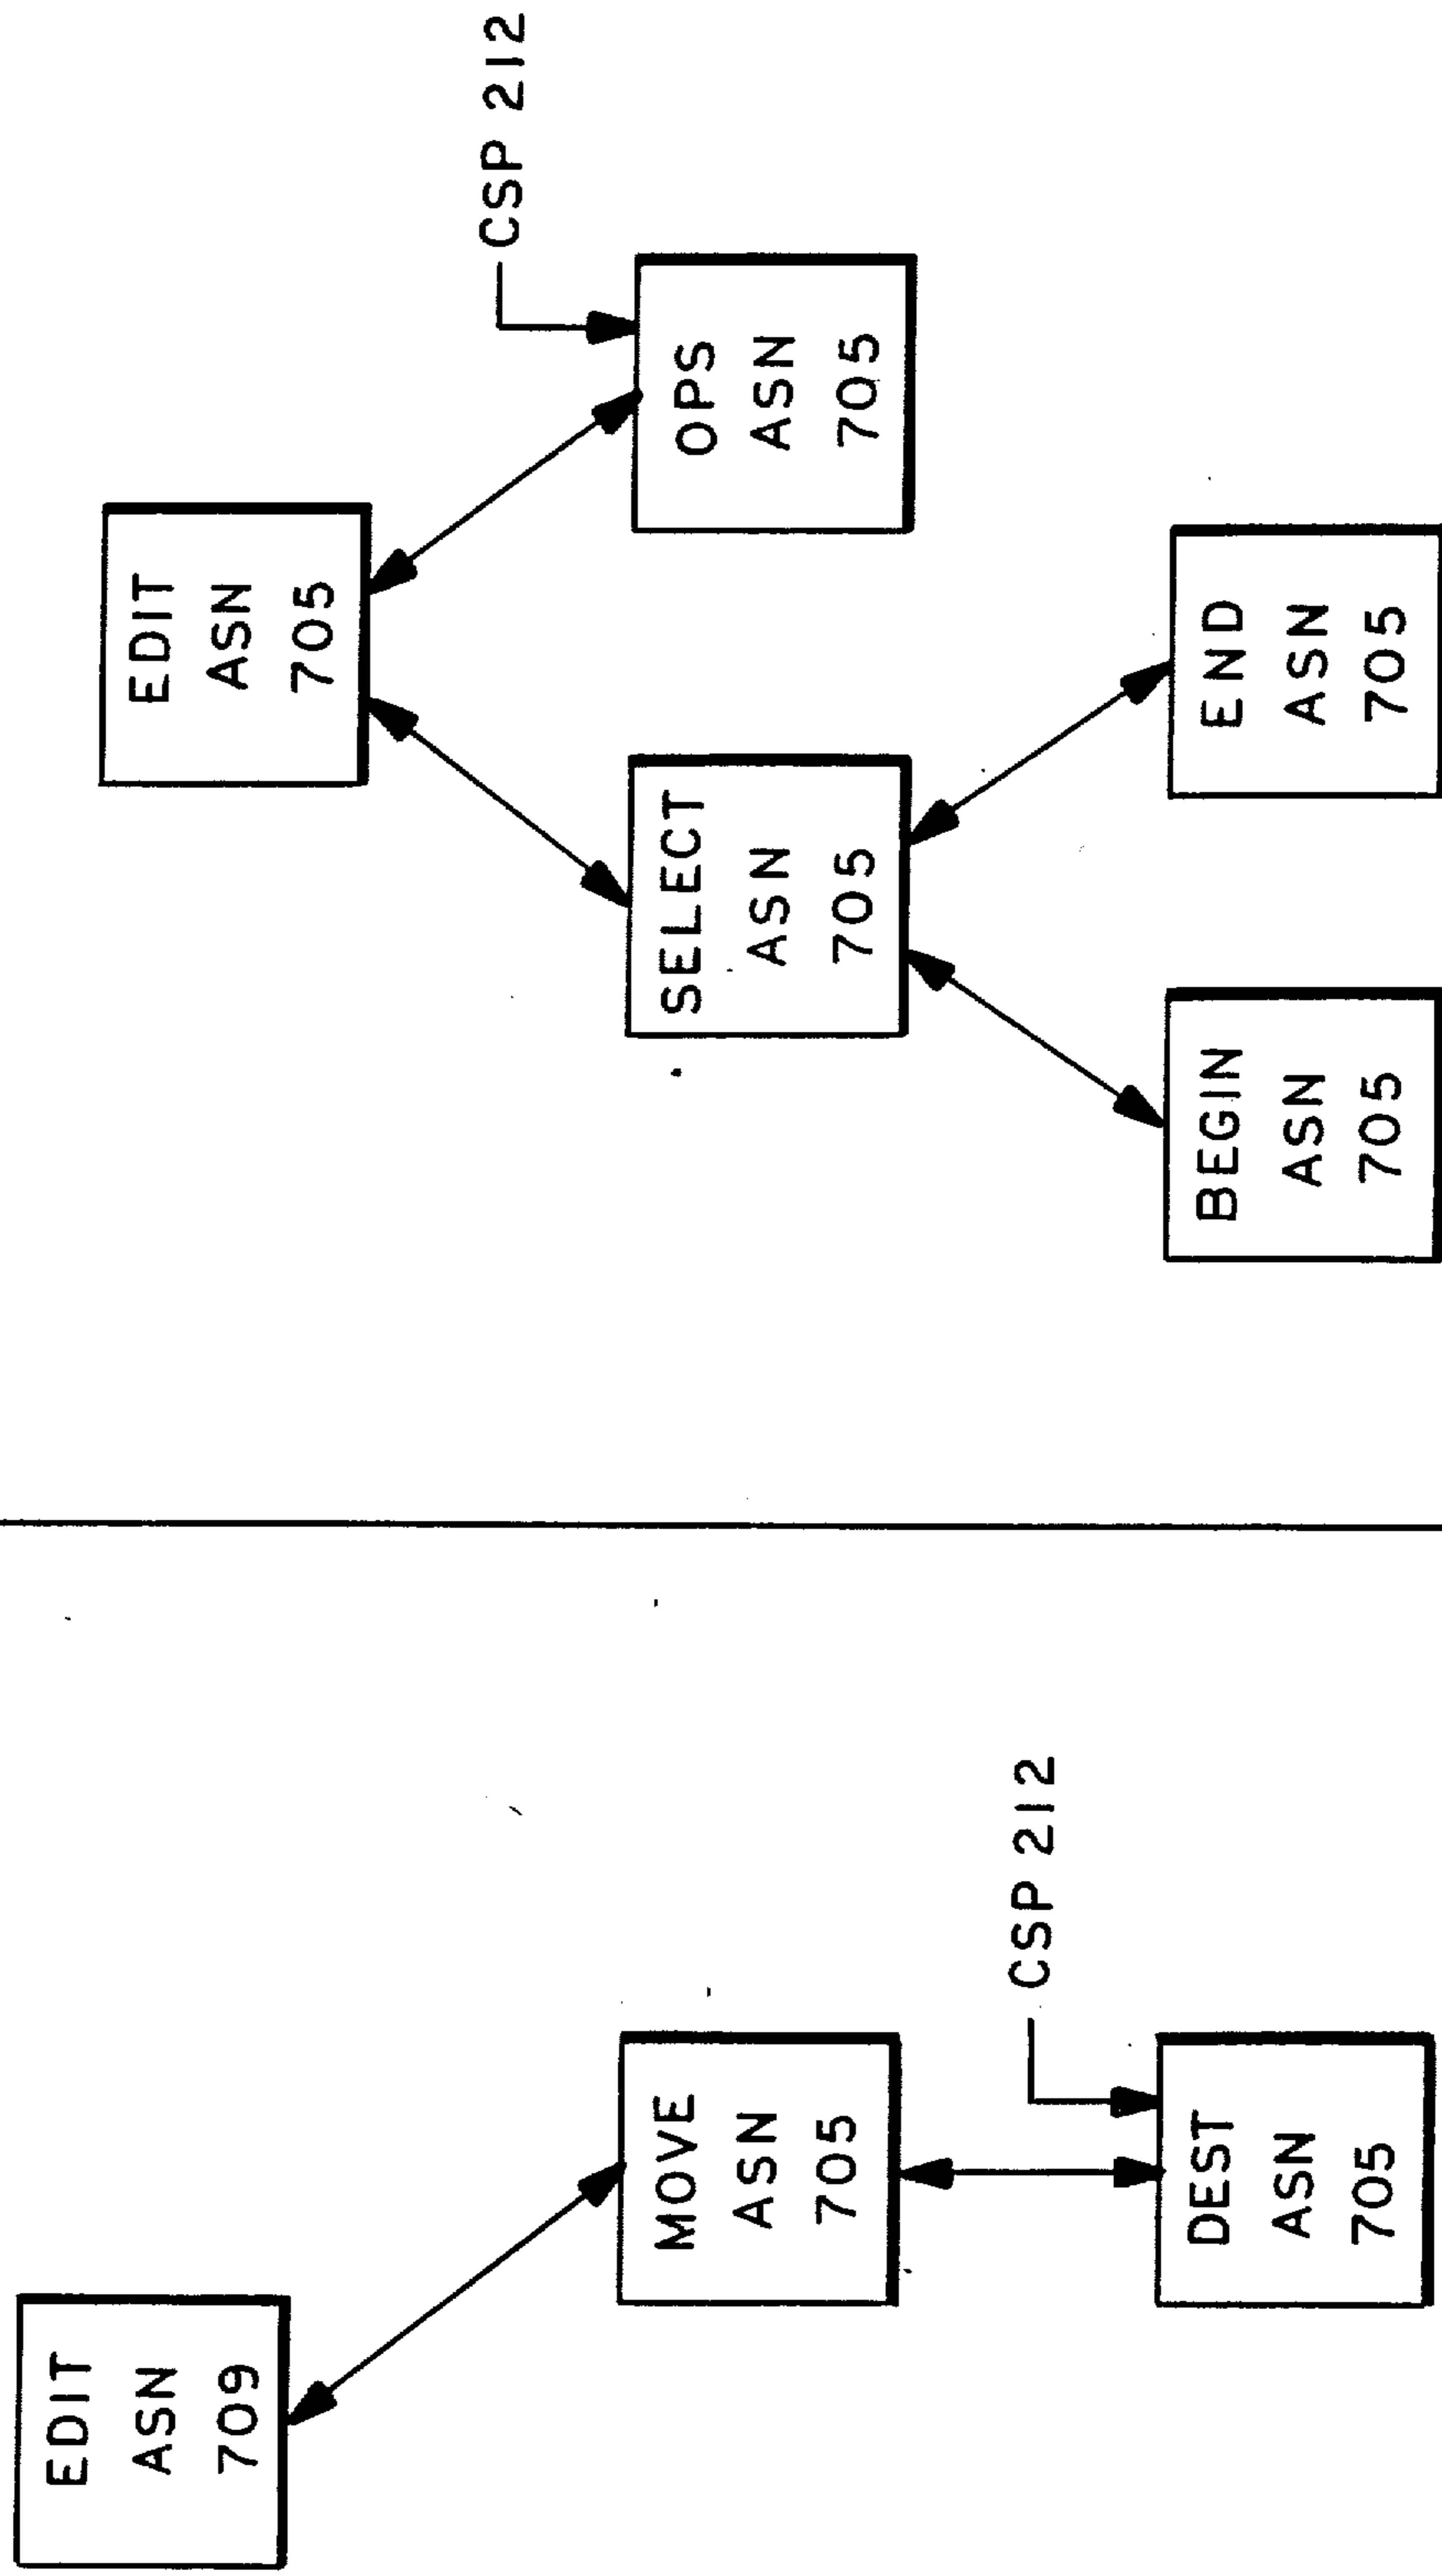 EDIT
ASN
709
MOVE
ASN
705
CSP 212
DEST
ASN
705
EDIT
ASN
705
CSP 212
SELECT
ASN
705
OPS
ASN
705
BEGIN
ASN
705
END
ASN
705